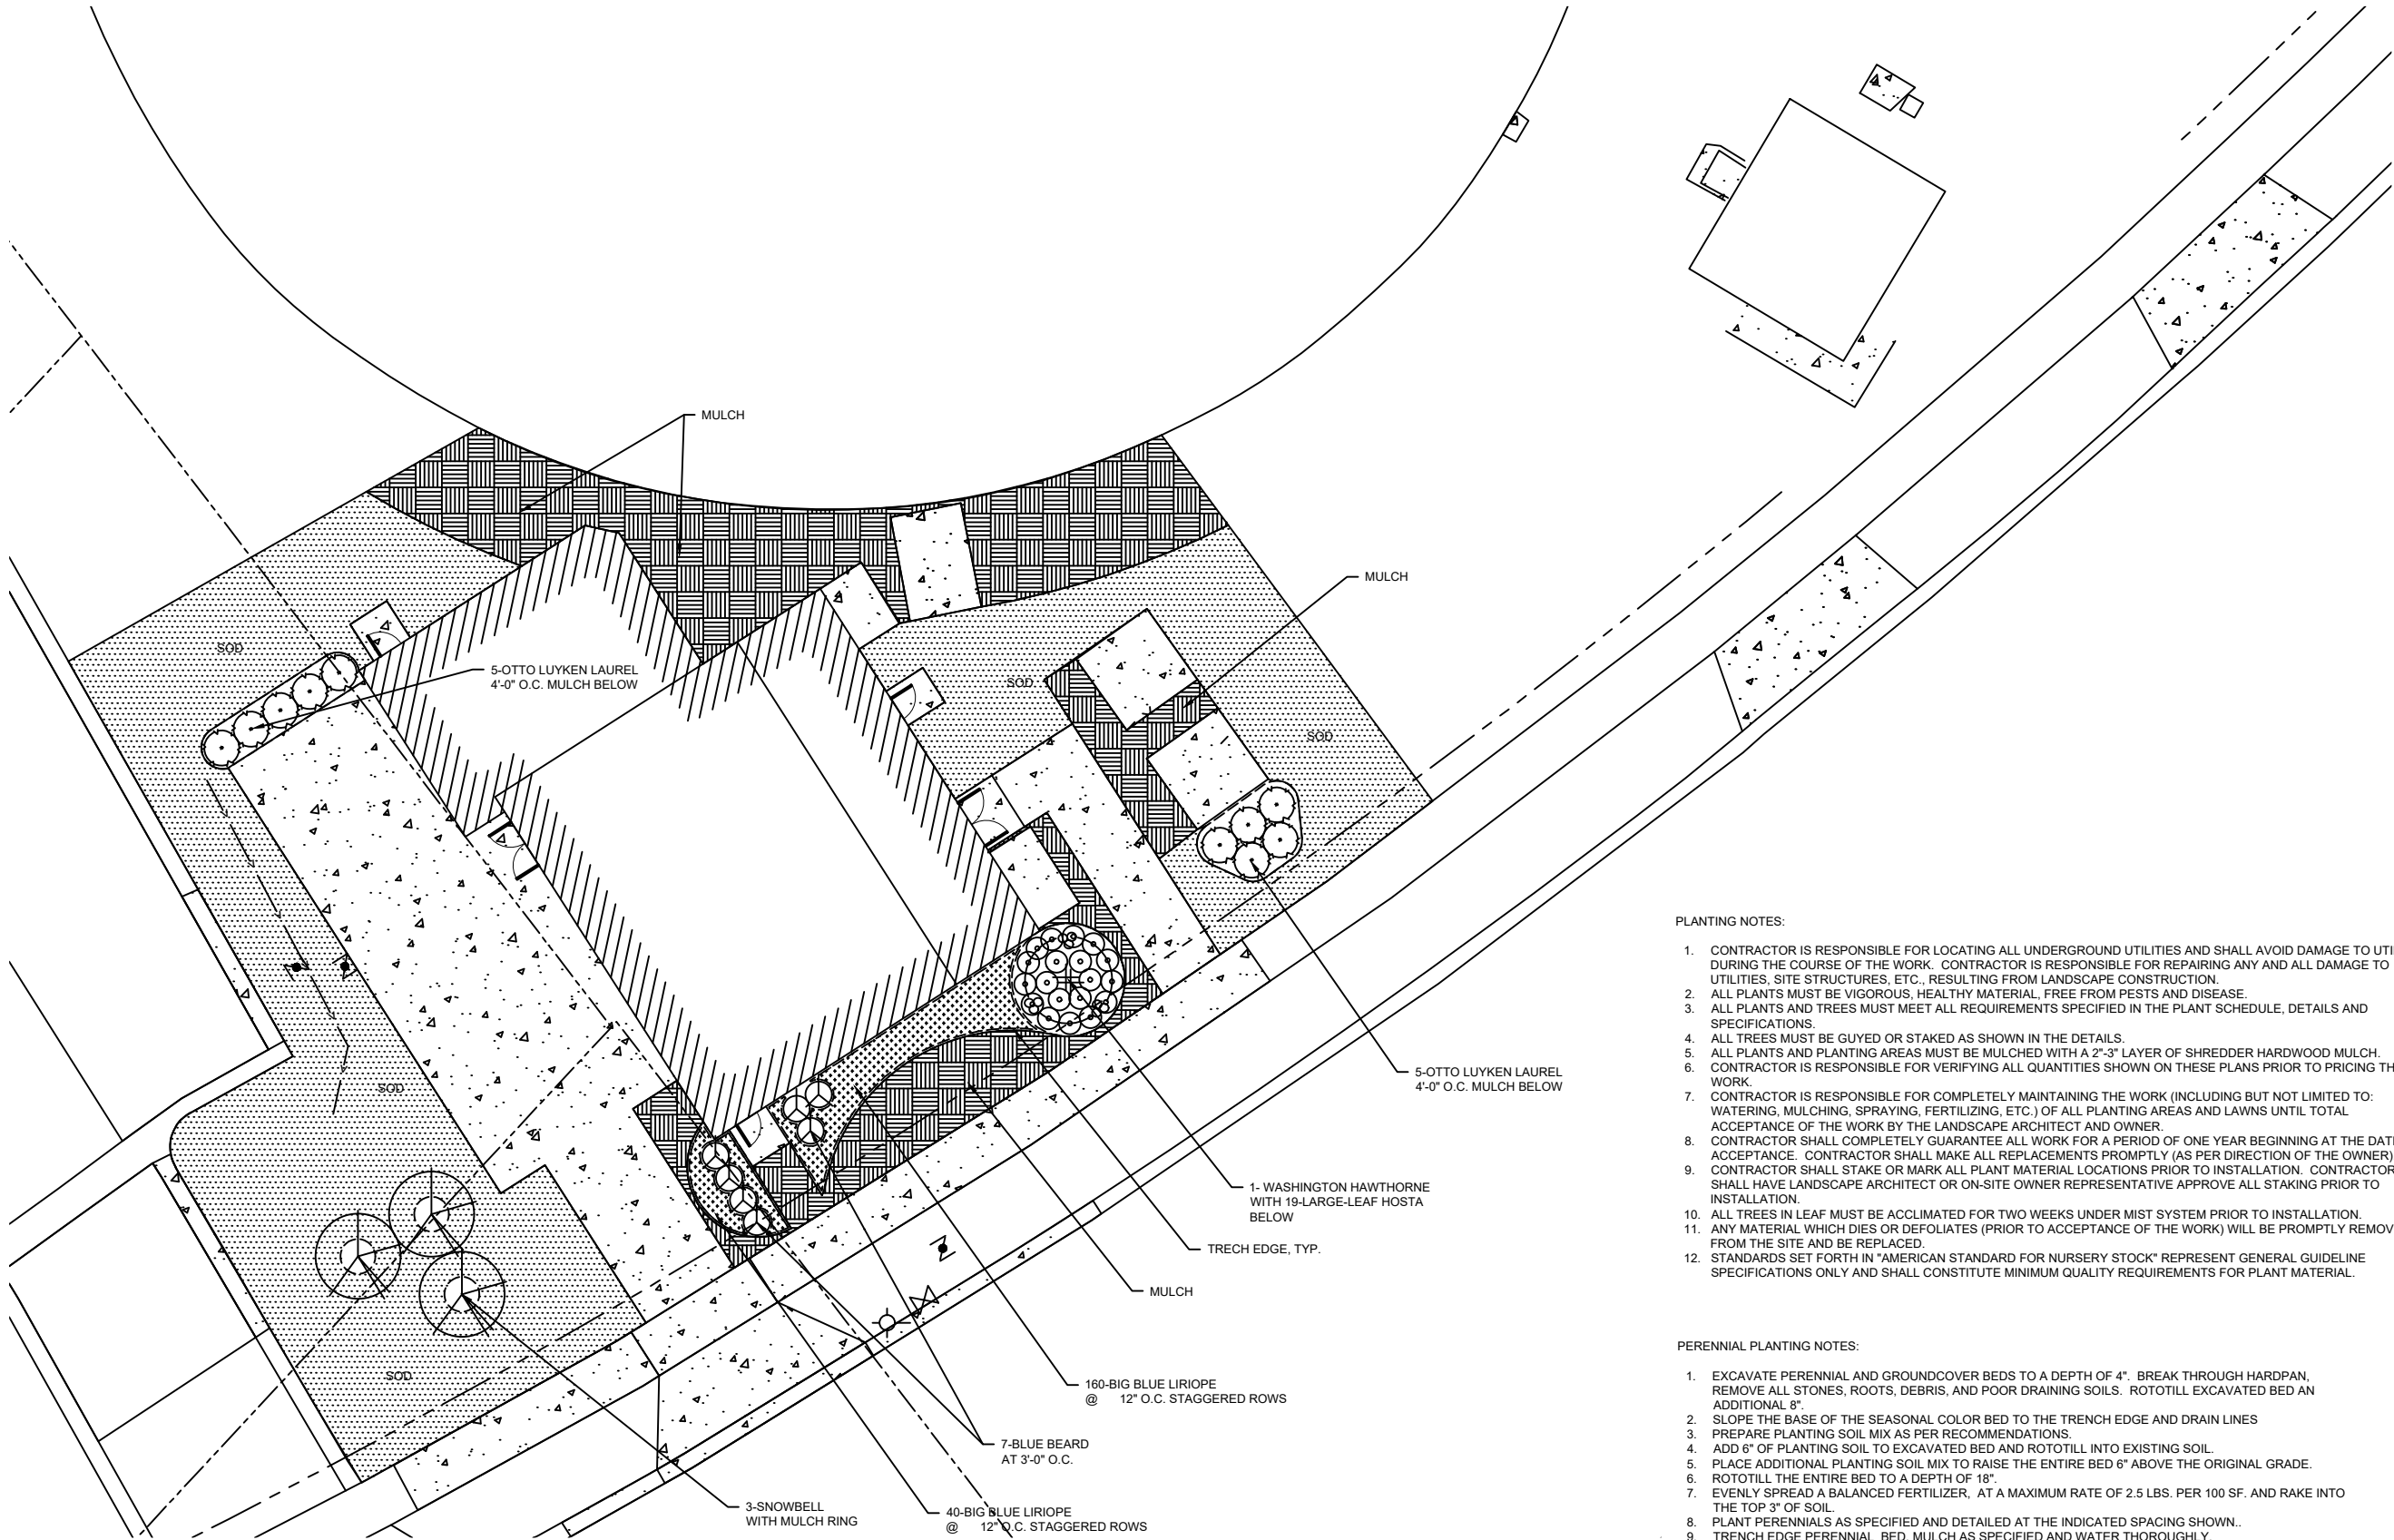 MULCH
MULCH
SOD
5-OTTO LUYKEN LAUREL
4'-0" O.C. MULCH BELOW
SOD
SOD
5-OTTO LUYKEN LAUREL
4'-0" O.C. MULCH BELOW
SOD
1- WASHINGTON HAWTHORNE
WITH 19-LARGE-LEAF HOSTA
BELOW
TRECH EDGE, TYP.
MULCH
SOD
160-BIG BLUE LIRIOPE
@ 12" O.C. STAGGERED ROWS
7-BLUE BEARD
AT 3'-0" O.C.
3-SNOWBELL
WITH MULCH RING
40-BIG BLUE LIRIOPE
@ 12" O.C. STAGGERED ROWS
PLANTING NOTES:
1. CONTRACTOR IS RESPONSIBLE FOR LOCATING ALL UNDERGROUND UTILITIES AND SHALL AVOID DAMAGE TO UTI
DURING THE COURSE OF THE WORK. CONTRACTOR IS RESPONSIBLE FOR REPAIRING ANY AND ALL DAMAGE TO
UTILITIES, SITE STRUCTURES, ETC., RESULTING FROM LANDSCAPE CONSTRUCTION.
2. ALL PLANTS MUST BE VIGOROUS, HEALTHY MATERIAL, FREE FROM PESTS AND DISEASE.
3. ALL PLANTS AND TREES MUST MEET ALL REQUIREMENTS SPECIFIED IN THE PLANT SCHEDULE, DETAILS AND
SPECIFICATIONS.
4. ALL TREES MUST BE GUYED OR STAKED AS SHOWN IN THE DETAILS.
5. ALL PLANTS AND PLANTING AREAS MUST BE MULCHED WITH A 2"-3" LAYER OF SHREDDER HARDWOOD MULCH.
6. CONTRACTOR IS RESPONSIBLE FOR VERIFYING ALL QUANTITIES SHOWN ON THESE PLANS PRIOR TO PRICING TH
WORK.
7. CONTRACTOR IS RESPONSIBLE FOR COMPLETELY MAINTAINING THE WORK (INCLUDING BUT NOT LIMITED TO:
WATERING, MULCHING, SPRAYING, FERTILIZING, ETC.) OF ALL PLANTING AREAS AND LAWNS UNTIL TOTAL
ACCEPTANCE OF THE WORK BY THE LANDSCAPE ARCHITECT AND OWNER.
8. CONTRACTOR SHALL COMPLETELY GUARANTEE ALL WORK FOR A PERIOD OF ONE YEAR BEGINNING AT THE DAT
ACCEPTANCE. CONTRACTOR SHALL MAKE ALL REPLACEMENTS PROMPTLY (AS PER DIRECTION OF THE OWNER)
9. CONTRACTOR SHALL STAKE OR MARK ALL PLANT MATERIAL LOCATIONS PRIOR TO INSTALLATION. CONTRACTOR
SHALL HAVE LANDSCAPE ARCHITECT OR ON-SITE OWNER REPRESENTATIVE APPROVE ALL STAKING PRIOR TO
INSTALLATION.
10. ALL TREES IN LEAF MUST BE ACCLIMATED FOR TWO WEEKS UNDER MIST SYSTEM PRIOR TO INSTALLATION.
11. ANY MATERIAL WHICH DIES OR DEFOLIATES (PRIOR TO ACCEPTANCE OF THE WORK) WILL BE PROMPTLY REMOV
FROM THE SITE AND BE REPLACED.
12. STANDARDS SET FORTH IN "AMERICAN STANDARD FOR NURSERY STOCK" REPRESENT GENERAL GUIDELINE
SPECIFICATIONS ONLY AND SHALL CONSTITUTE MINIMUM QUALITY REQUIREMENTS FOR PLANT MATERIAL.
PERENNIAL PLANTING NOTES:
1. EXCAVATE PERENNIAL AND GROUNDCOVER BEDS TO A DEPTH OF 4". BREAK THROUGH HARDPAN,
REMOVE ALL STONES, ROOTS, DEBRIS, AND POOR DRAINING SOILS. ROTOTILL EXCAVATED BED AN
ADDITIONAL 8".
2. SLOPE THE BASE OF THE SEASONAL COLOR BED TO THE TRENCH EDGE AND DRAIN LINES
3. PREPARE PLANTING SOIL MIX AS PER RECOMMENDATIONS.
4. ADD 6" OF PLANTING SOIL TO EXCAVATED BED AND ROTOTILL INTO EXISTING SOIL.
5. PLACE ADDITIONAL PLANTING SOIL MIX TO RAISE THE ENTIRE BED 6" ABOVE THE ORIGINAL GRADE.
6. ROTOTILL THE ENTIRE BED TO A DEPTH OF 18".
7. EVENLY SPREAD A BALANCED FERTILIZER, AT A MAXIMUM RATE OF 2.5 LBS. PER 100 SF. AND RAKE INTO
THE TOP 3" OF SOIL.
8. PLANT PERENNIALS AS SPECIFIED AND DETAILED AT THE INDICATED SPACING SHOWN..
9. TRENCH EDGE PERENNIAL BED, MULCH AS SPECIFIED AND WATER THOROUGHLY.